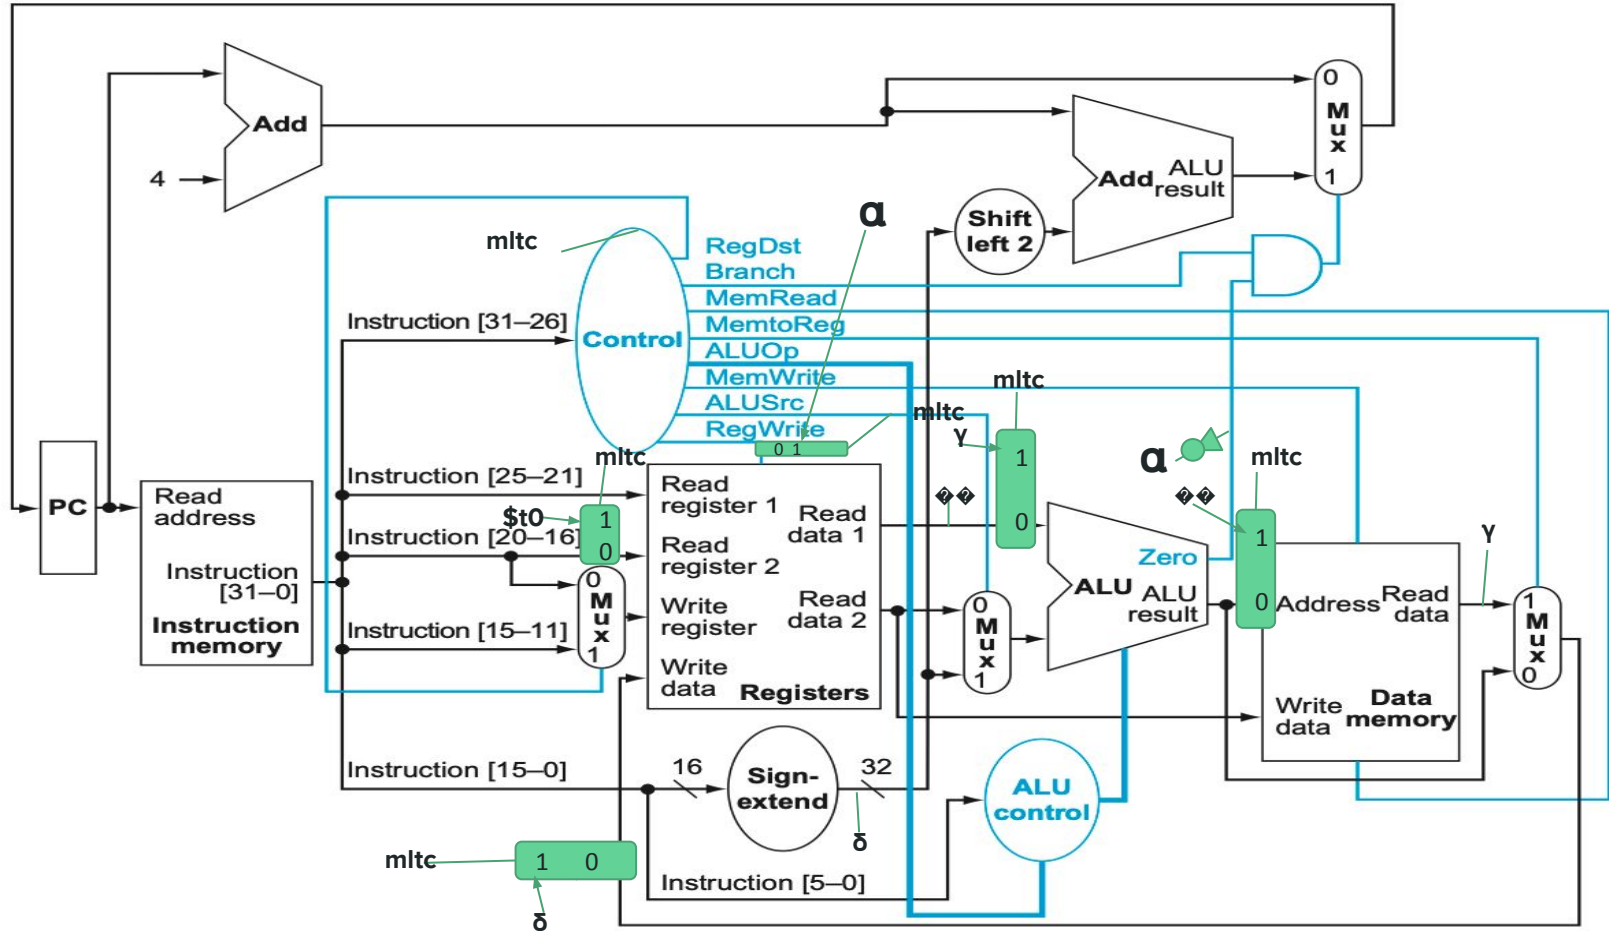 0
Mux
1
Add
4
Add
ALU
result
Shift
left 2
α
mltc
RegDst
Branch
MemRead
MemtoReg
ALUOp
MemWrite
ALUSrc
RegWrite
Control
Instruction [31–26]
mltc
mltc
γ
1
0
0 1
α
mltc
��
��
mltc
Instruction [25–21]
$t0
1
0
Instruction [20–16]
PC
Read
address
Instruction
[31–0]
Instruction
memory
Read
register 1
Read
data 1
Read
register 2
Write
register
Read
data 2
Write
data
Registers
0
Mux
1
Instruction [15–11]
0
Mux
1
Zero
ALU
ALU
result
1
0
Address
Read
data
γ
Write
data
Data
memory
1
Mux
0
Instruction [15–0]
16
Sign-
extend
32
δ
ALU
control
mltc
1 0
δ
Instruction [5–0]